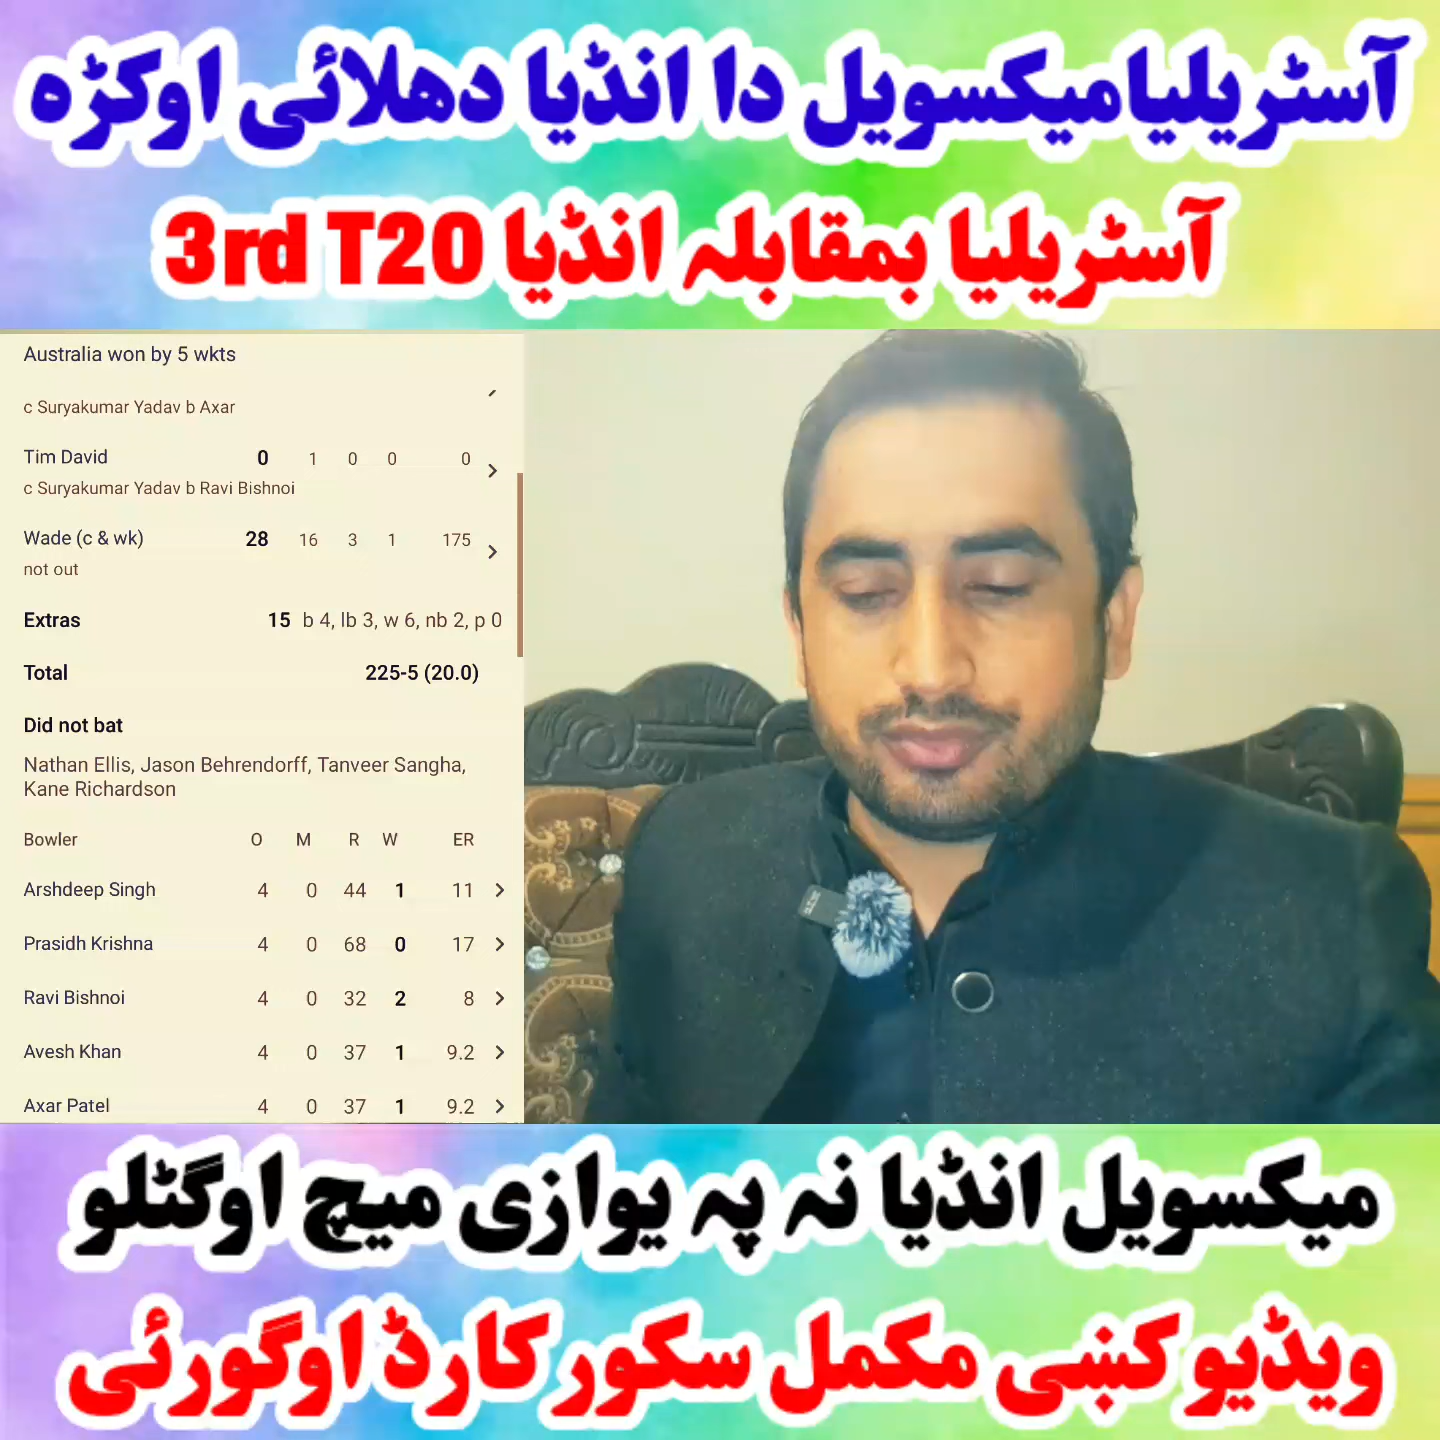 آسٹریلیامیکسویل دا انڈیا دھلائی اوکڑہ
آسٹریلیا بمقابلہ انڈیا 3rd T20
Australia won by 5 wkts
c Suryakumar Yadav b Axar
Tim David 0 1 0 0 0
c Suryakumar Yadav b Ravi Bishnoi
Wade (c & wk) 28 16 3 1 175
not out
Extras 15 b 4, lb 3, w 6, nb 2, p 0
Total 225-5 (20.0)
Did not bat
Nathan Ellis, Jason Behrendorff, Tanveer Sangha,
Kane Richardson
Bowler O M R W ER
Arshdeep Singh 4 0 44 1 11
Prasidh Krishna 4 0 68 0 17
Ravi Bishnoi 4 0 32 2 8
Avesh Khan 4 0 37 1 9.2
Axar Patel 4 0 37 1 9.2
میکسویل انڈیا نہ پہ یوازی میچ اوگٹلو
ویڈیو کښی مکمل سکور کارڈ اوگورئی